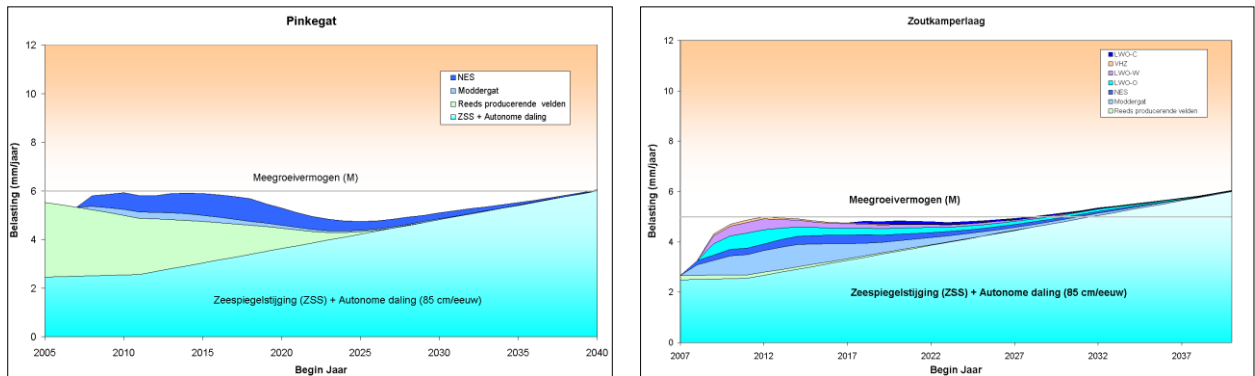 Pinkegat
Belasting (mm/jaar)
12
10
8
6
4
2
0
NES
Moddergat
Reeds producerende velden
ZSS + Autonome daling
Meegroeivermogen (M)
Zeespiegelstijging (ZSS) + Autonome daling (85 cm/eeuw)
2005 2010 2015 2020 2025 2030 2035 2040
Begin Jaar
Zoutkamperlaag
Belasting (mm/jaar)
12
10
8
6
4
2
0
LWO-C
VHZ
LWO-W
LWO-O
NES
Moddergat
Reeds producerende velden
Meegroeivermogen (M)
Zeespiegelstijging (ZSS) + Autonome daling (85 cm/eeuw)
2007 2012 2017 2022 2027 2032 2037
Begin Jaar